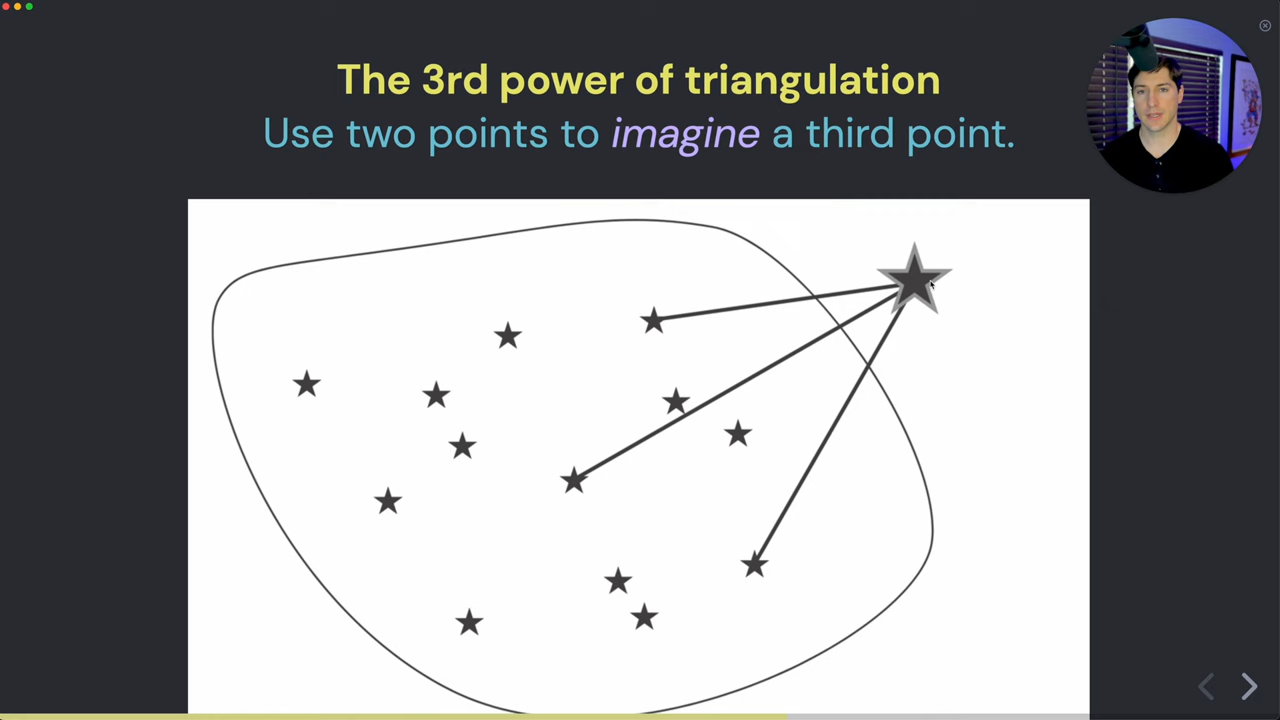 The 3rd power of triangulation
Use two points to imagine a third point.